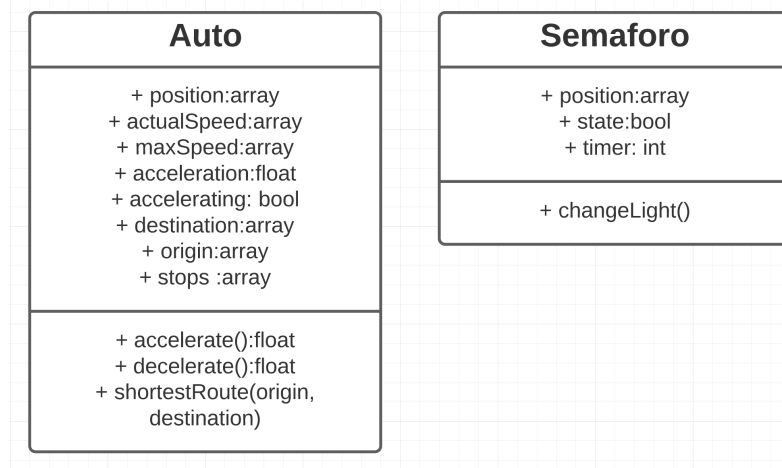 Auto
+ position:array
+ actualSpeed:array
+ maxSpeed:array
+ acceleration:float
+ accelerating: bool
+ destination:array
+ origin:array
+ stops :array
+ accelerate():float
+ decelerate():float
+ shortestRoute(origin,
destination)
Semaforo
+ position:array
+ state:bool
+ timer: int
+ changeLight()